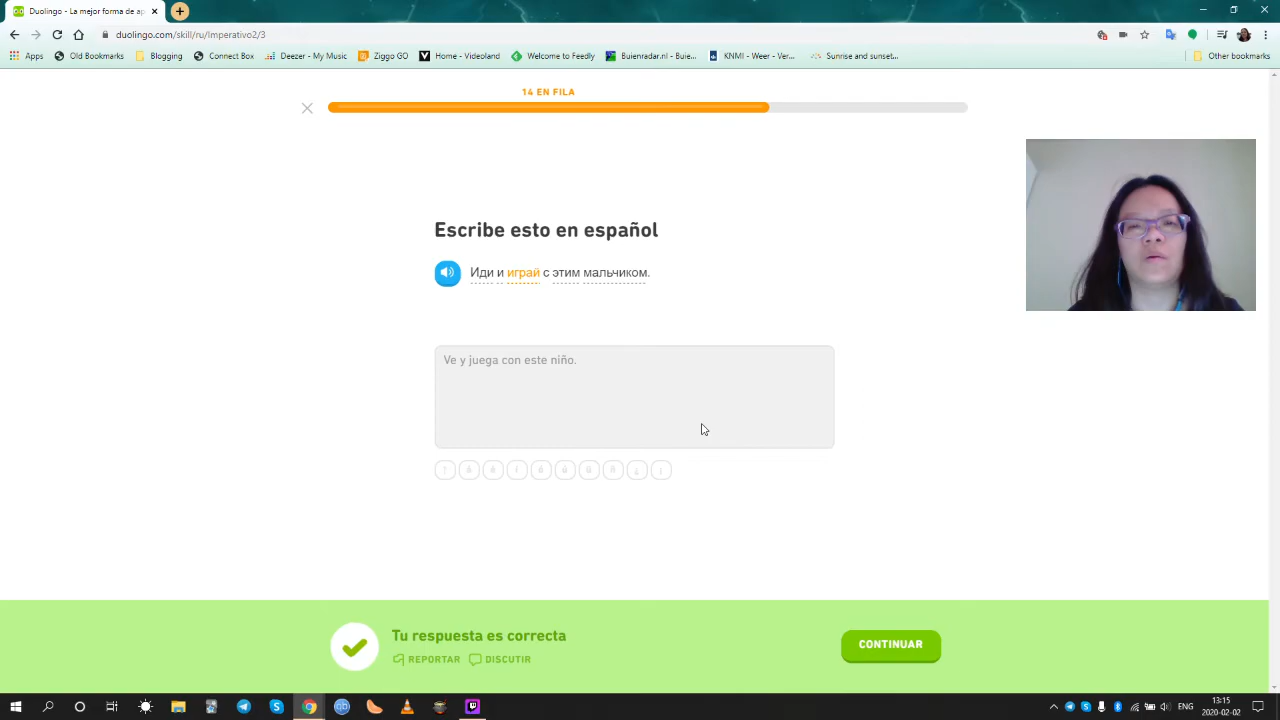 Duolingo - La mejor forma de ap
duolingo.com/skill/ru/Imperativo2/3
Apps Old Bookmarks Blogging Connect Box Deezer - My Music Ziggo GO Home - Videoland Welcome to Feedly Buienradar.nl - Buie... KNMI - Weer - Ver... Sunrise and sunset... Other bookmarks
14 EN FILA
Escribe esto en español
Иди и играй с этим мальчиком.
Ve y juega con este niño.
Tu respuesta es correcta
REPORTAR DISCUTIR
CONTINUAR
ENG
13:15
2020-02-02